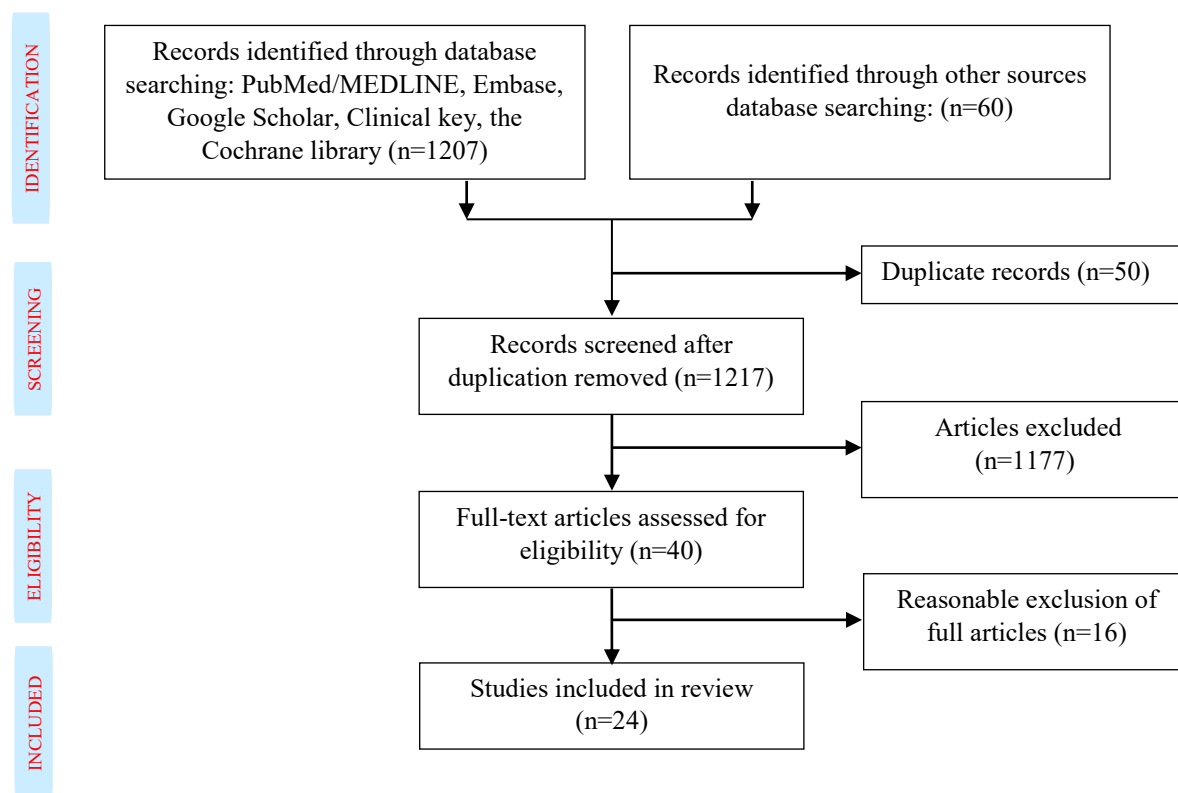 IDENTIFICATION
Records identified through database
searching: PubMed/MEDLINE, Embase,
Google Scholar, Clinical key, the
Cochrane library (n=1207)
Records identified through other sources
database searching: (n=60)
SCREENING
Duplicate records (n=50)
Records screened after
duplication removed (n=1217)
Articles excluded
(n=1177)
ELIGIBILITY
Full-text articles assessed for
eligibility (n=40)
Reasonable exclusion of
full articles (n=16)
INCLUDED
Studies included in review
(n=24)